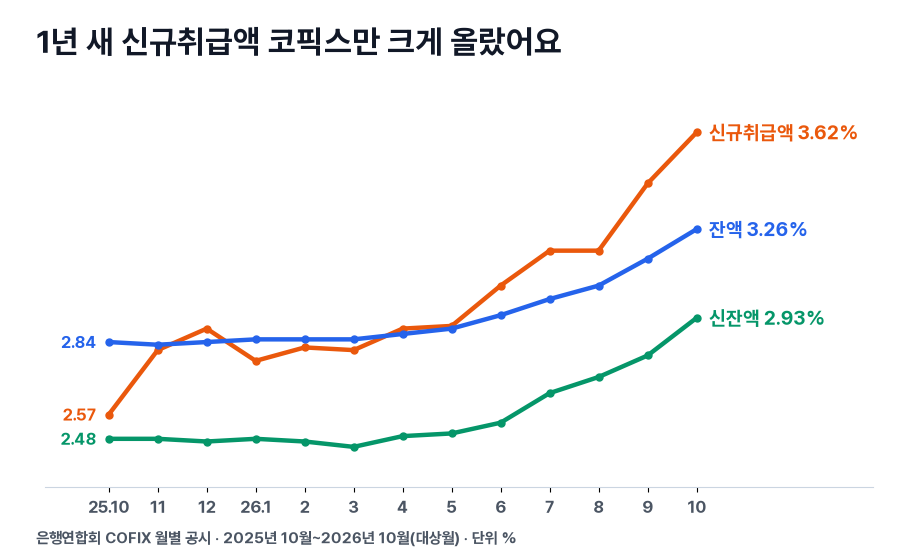 1년 새 신규취급액 코픽스만 크게 올랐어요
신규취급액 3.62%
잔액 3.26%
신잔액 2.93%
2.84
2.57
2.48
25.10 11 12 26.1 2 3 4 5 6 7 8 9 10
은행연합회 COFIX 월별 공시 · 2025년 10월~2026년 10월(대상월) · 단위 %